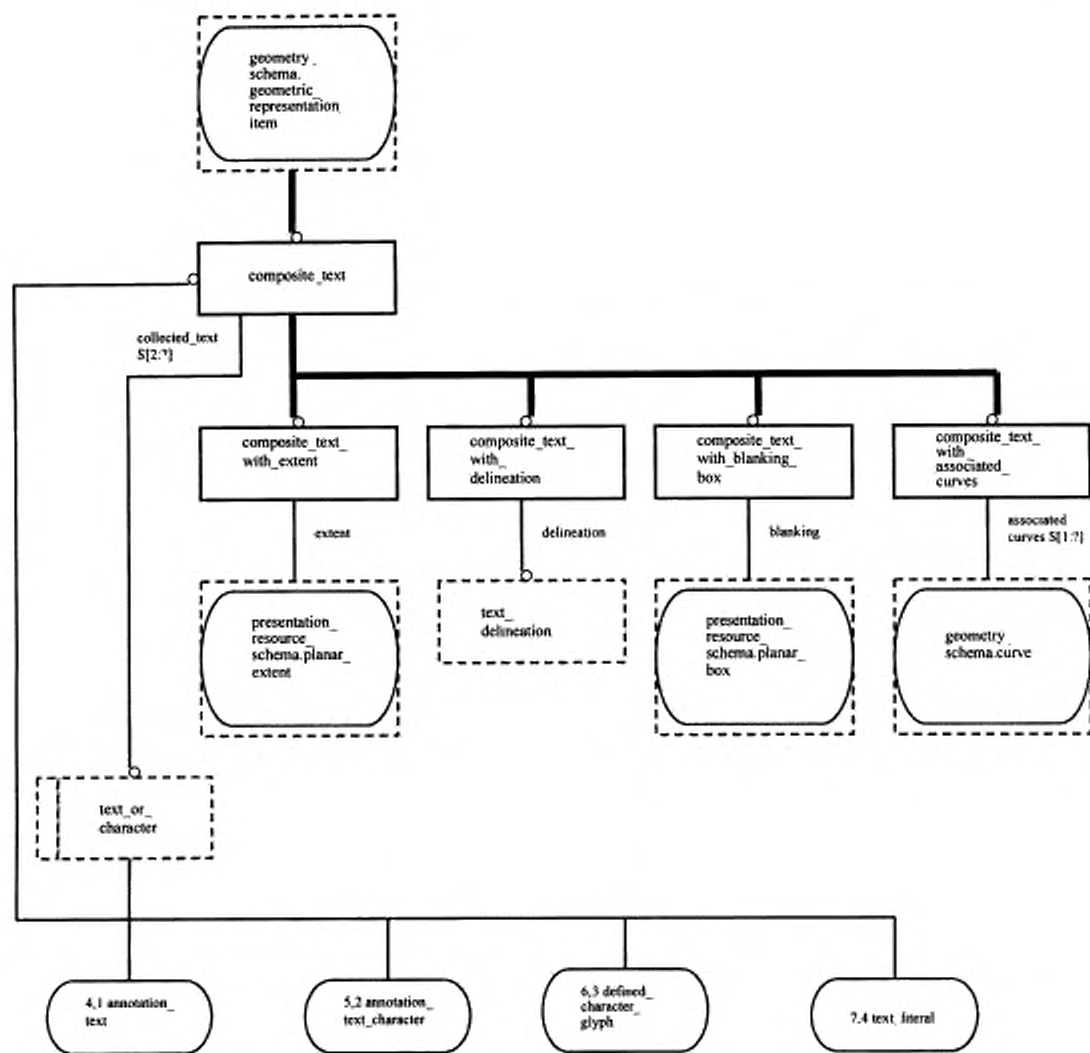 geometry_
schema.
geometric_
representation_
item
composite_text
collected_text
S[2:?]
composite_text_
with_extent
composite_text_
with_
delineation
composite_text_
with_blanking_
box
composite_text_
with_
associated_
curves
extent
delineation
blanking
associated
curves S[1:?]
presentation_
resource_
schema.planar_
extent
text_
delineation
presentation_
resource_
schema.planar_
box
geometry_
schema.curve
text_or_
character
4,1 annotation_
text
5,2 annotation_
text_character
6,3 defined_
character_
glyph
7,4 text_literal